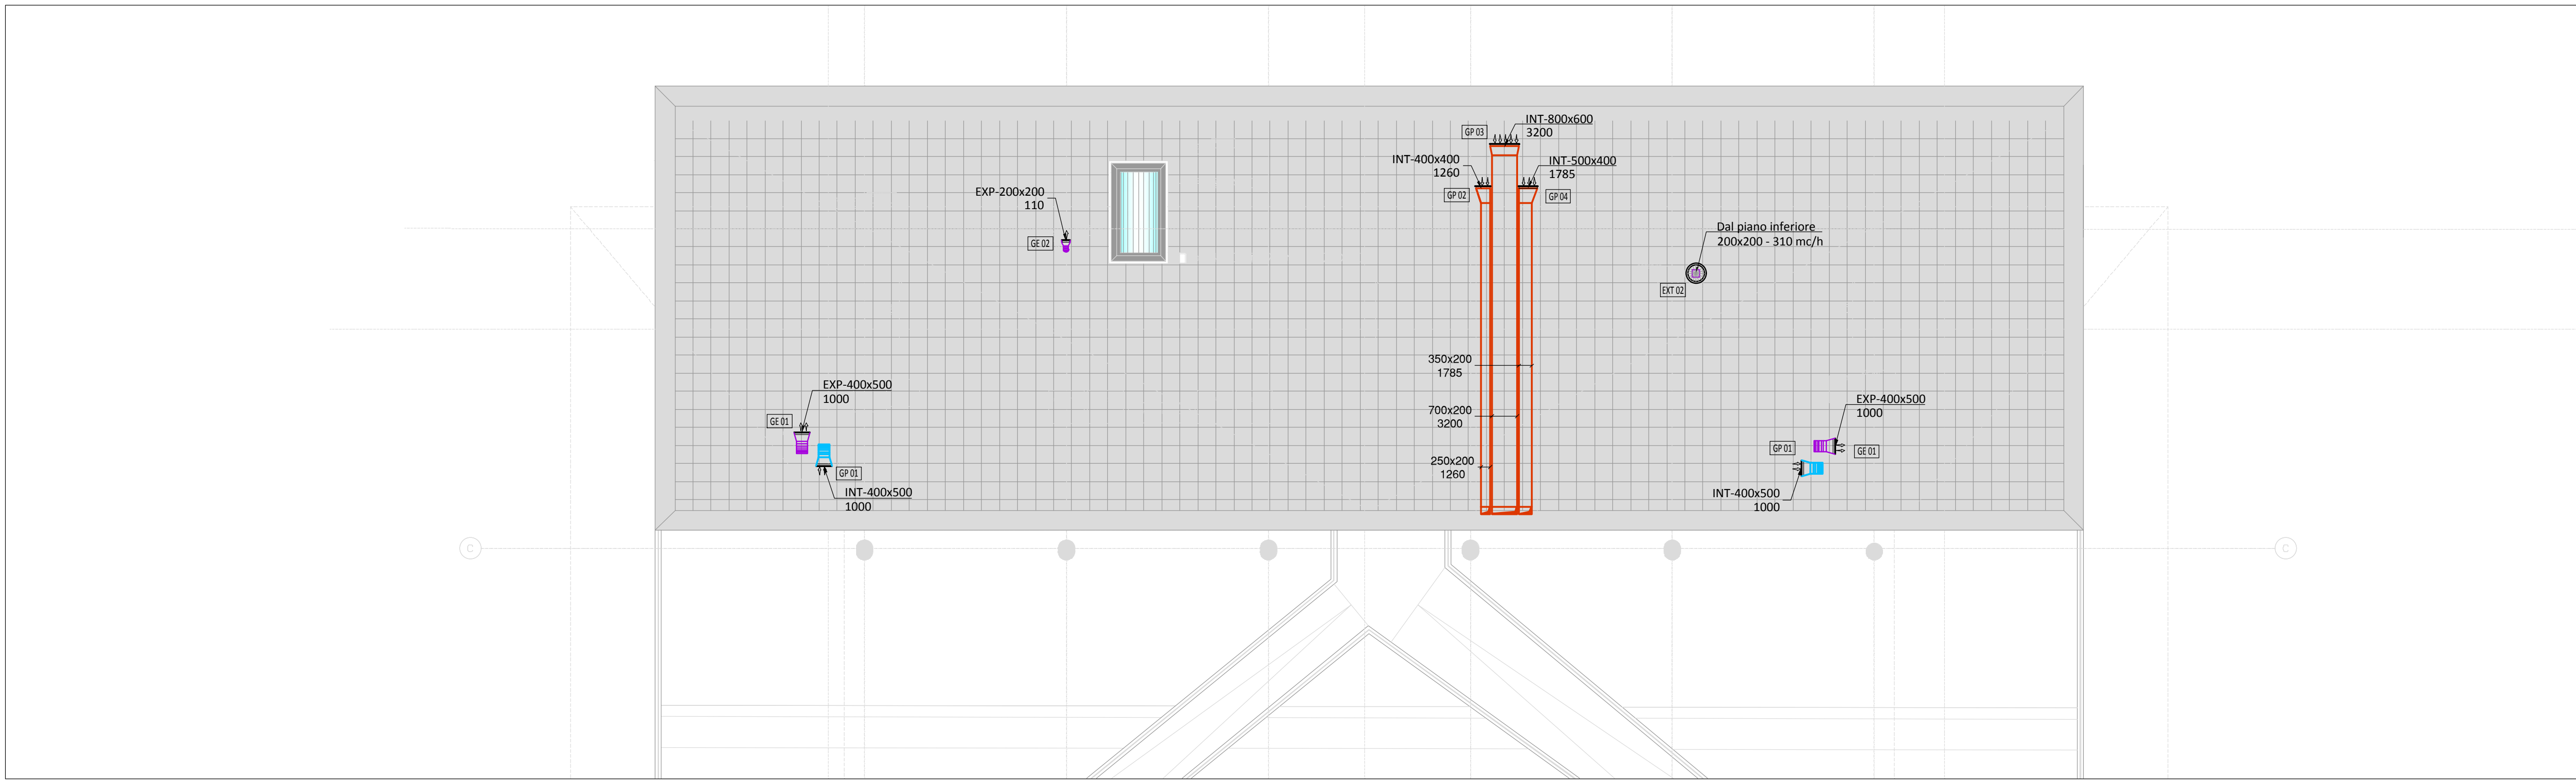 INT-800x600
3200
GP 03
INT-400x400
1260
INT-500x400
1785
GP 02
GP 04
EXP-200x200
110
GE 02
Dal piano inferiore
200x200 - 310 mc/h
EXT 02
350x200
1785
700x200
3200
250x200
1260
EXP-400x500
1000
GE 01
GP 01
INT-400x500
1000
EXP-400x500
1000
GP 01
GE 01
INT-400x500
1000
C
C